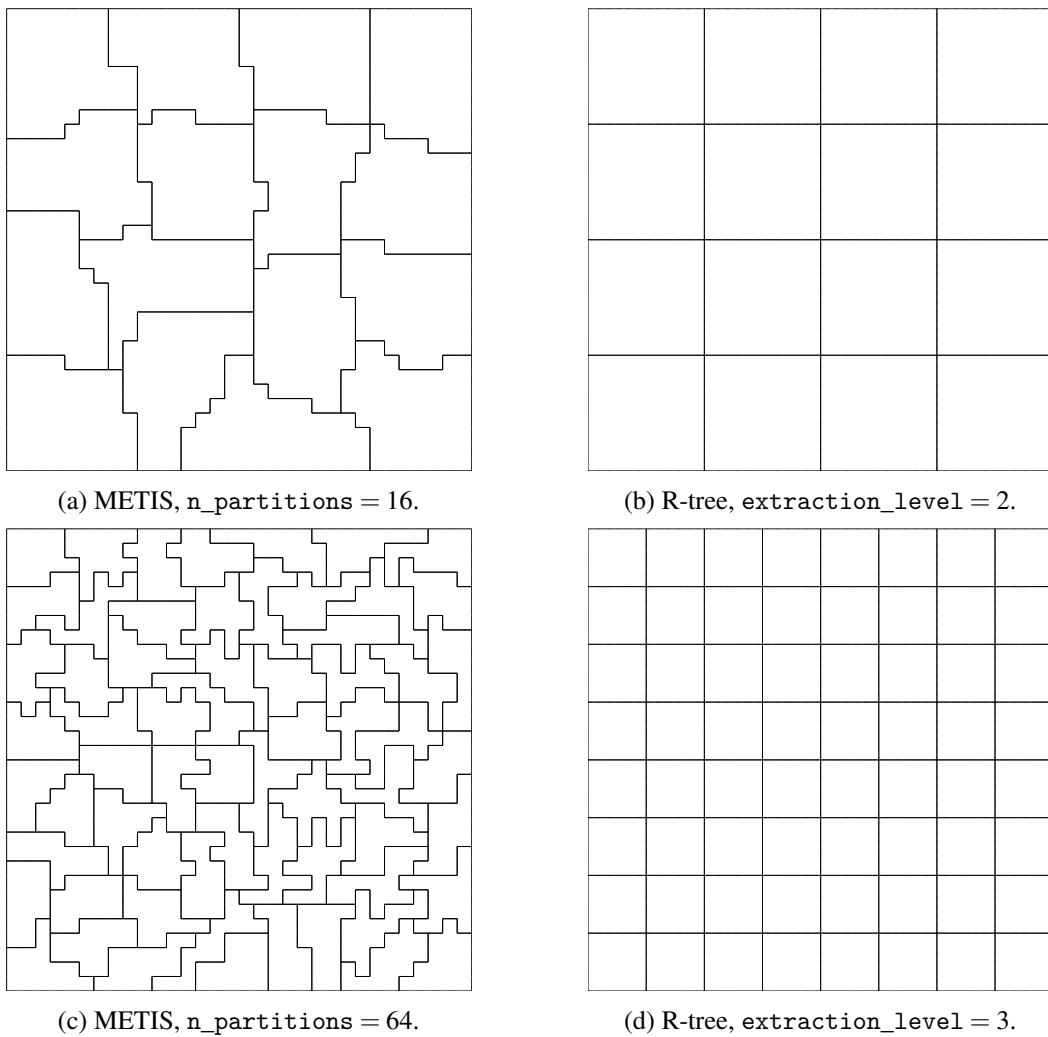 (a) METIS, n_partitions = 16.
(b) R-tree, extraction_level = 2.
(c) METIS, n_partitions = 64.
(d) R-tree, extraction_level = 3.